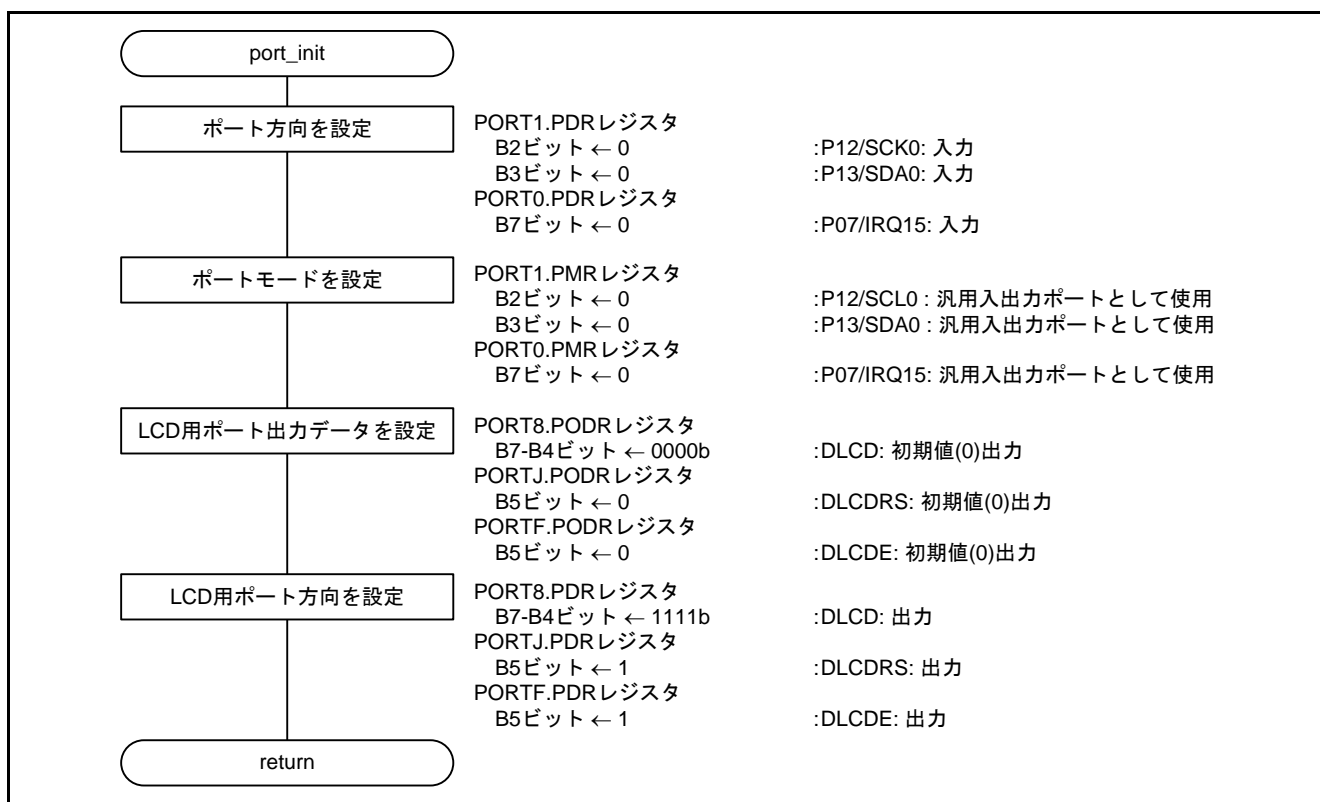 port_init
ポート方向を設定
PORT1.PDRレジスタ
B2ビット ← 0 :P12/SCK0: 入力
B3ビット ← 0 :P13/SDA0: 入力
PORT0.PDRレジスタ
B7ビット ← 0 :P07/IRQ15: 入力
ポートモードを設定
PORT1.PMRレジスタ
B2ビット ← 0 :P12/SCL0 : 汎用入出力ポートとして使用
B3ビット ← 0 :P13/SDA0 : 汎用入出力ポートとして使用
PORT0.PMRレジスタ
B7ビット ← 0 :P07/IRQ15: 汎用入出力ポートとして使用
LCD用ポート出力データを設定
PORT8.PODRレジスタ
B7-B4ビット ← 0000b :DLCD: 初期値(0)出力
PORTJ.PODRレジスタ
B5ビット ← 0 :DLCDRS: 初期値(0)出力
PORTF.PODRレジスタ
B5ビット ← 0 :DLCDE: 初期値(0)出力
LCD用ポート方向を設定
PORT8.PDRレジスタ
B7-B4ビット ← 1111b :DLCD: 出力
PORTJ.PDRレジスタ
B5ビット ← 1 :DLCDRS: 出力
PORTF.PDRレジスタ
B5ビット ← 1 :DLCDE: 出力
return